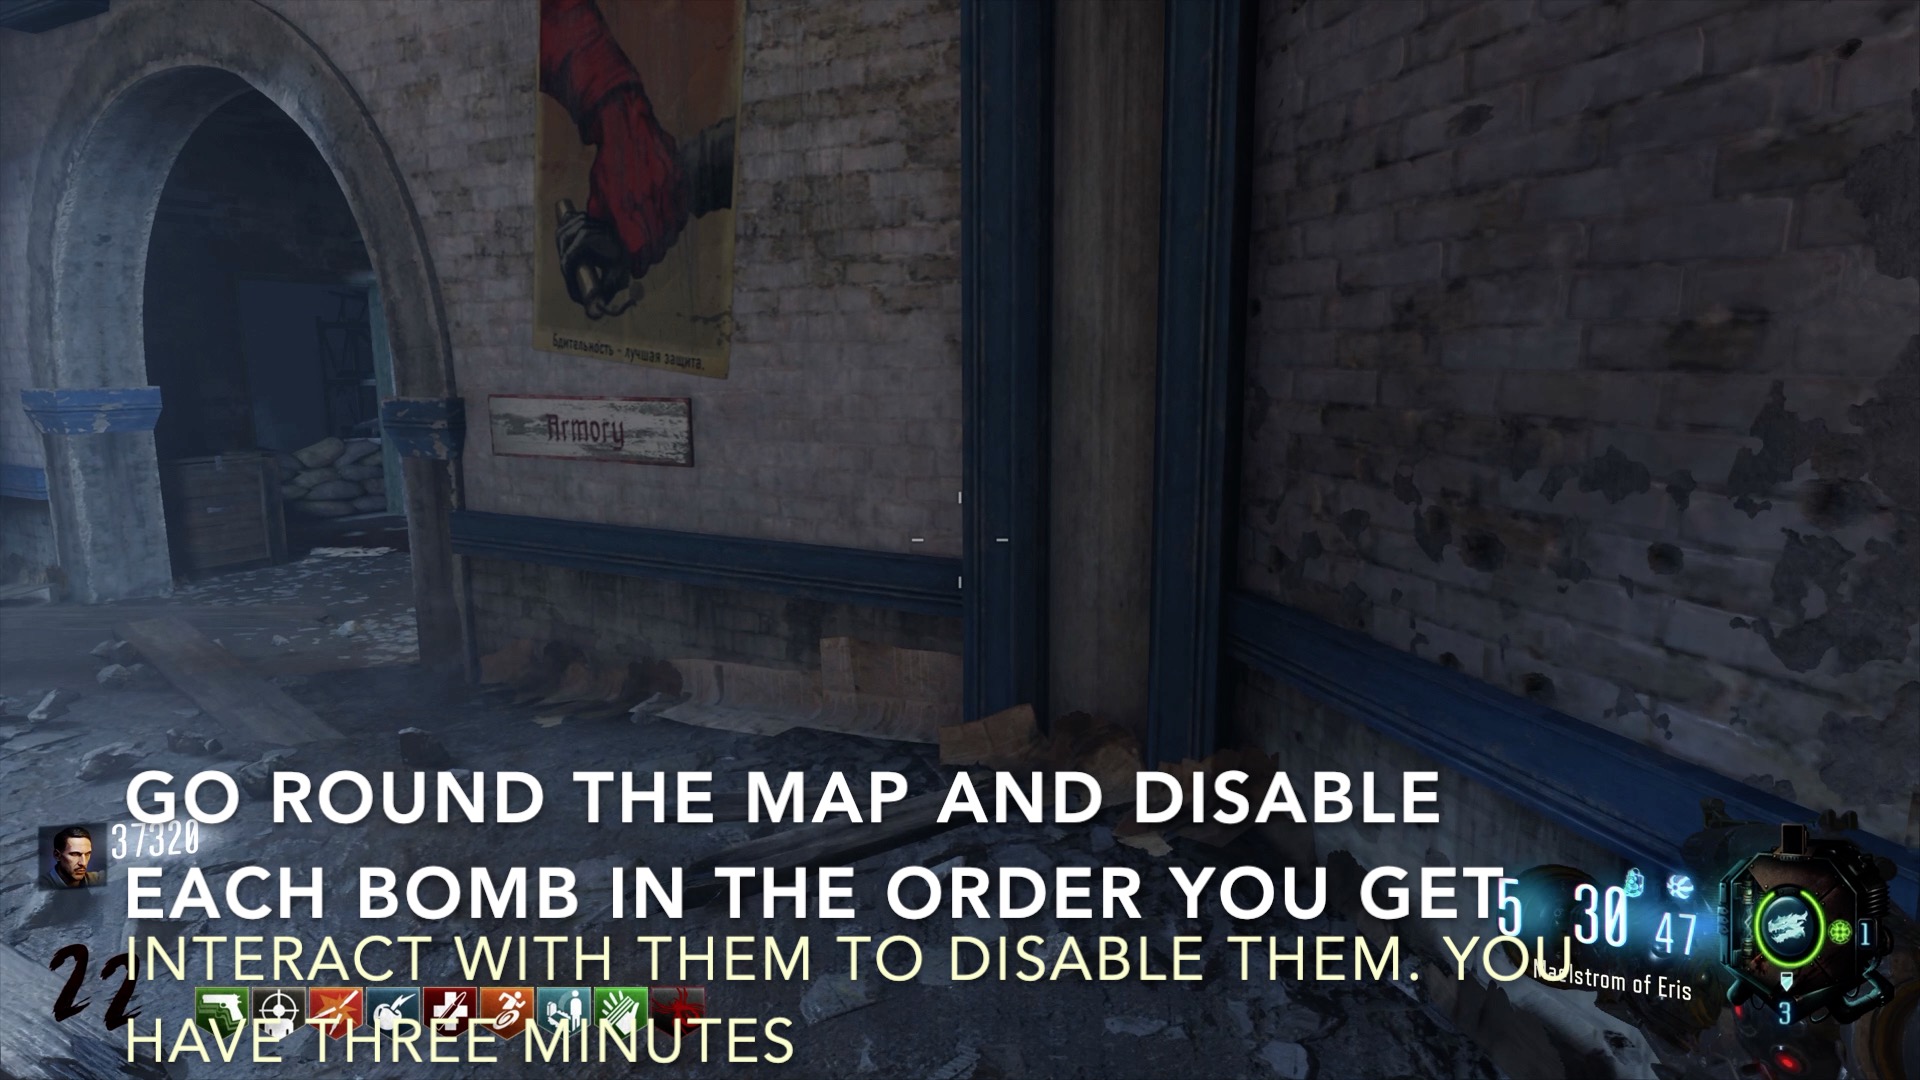 Бдительность - лучшая защита.
Armory
GO ROUND THE MAP AND DISABLE
37320
EACH BOMB IN THE ORDER YOU GET
5 30 47
1
INTERACT WITH THEM TO DISABLE THEM. YOU
Maelstrom of Eris
22
3
HAVE THREE MINUTES